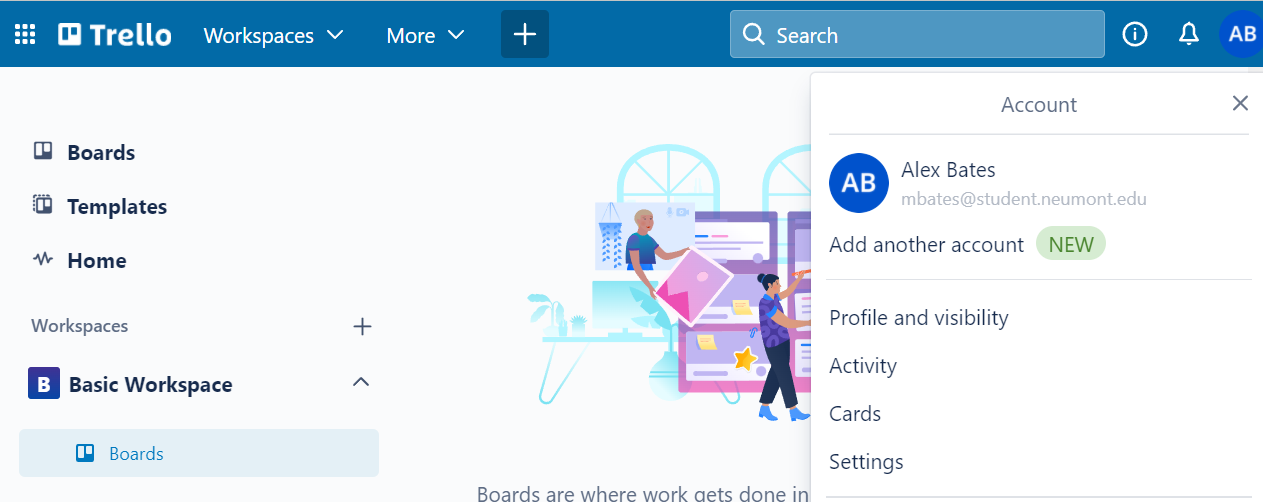 Trello Workspaces More Search AB
Account
Boards
Templates
Home
Workspaces
B Basic Workspace
Boards
AB Alex Bates
mbates@student.neumont.edu
Add another account NEW
Profile and visibility
Activity
Cards
Settings
Boards are where work gets done in